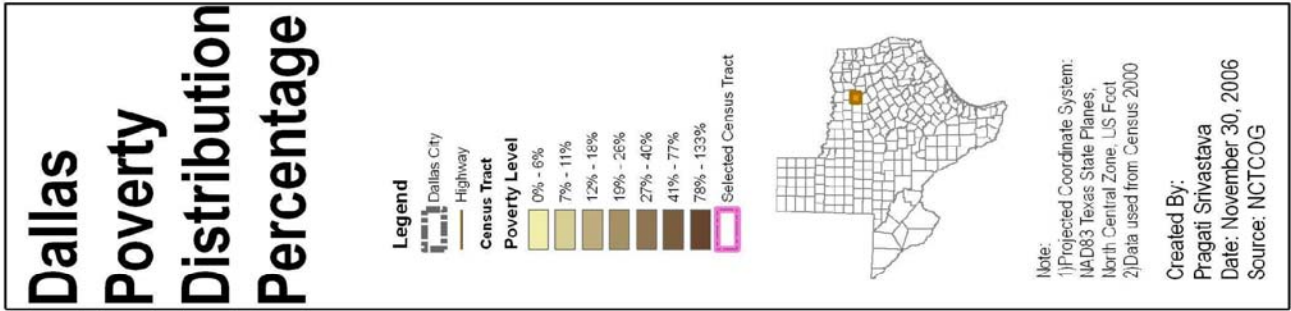 Dallas
Poverty
Distribution
Percentage
Legend
Dallas City
Highway
Census Tract
Poverty Level
0% - 6%
7% - 11%
12% - 18%
19% - 26%
27% - 40%
41% - 77%
78% - 133%
Selected Census Tract
Note:
1)Projected Coordinate System:
NAD83 Texas State Planes,
North Central Zone, US Foot
2)Data used from Census 2000
Created By:
Pragati Srivastava
Date: November 30, 2006
Source: NCTCOG